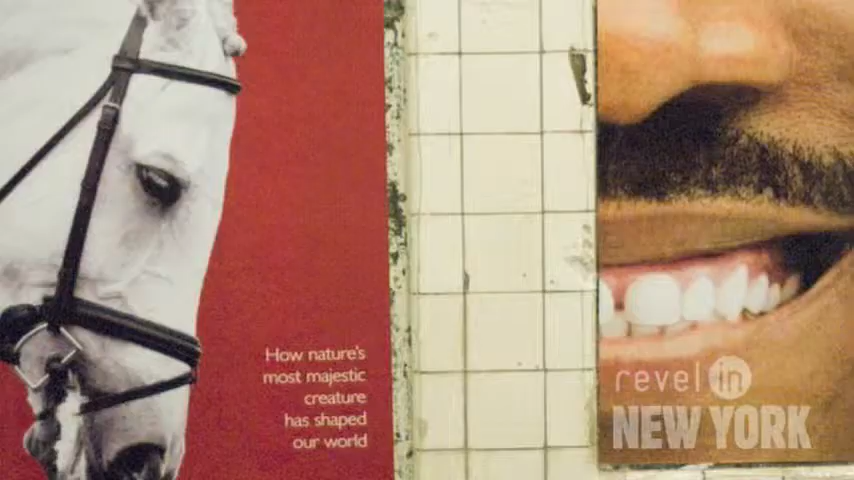 How nature's
most majestic
creature
has shaped
our world
revel in
NEW YORK